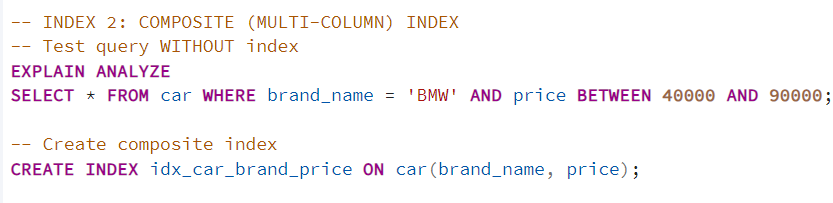 -- INDEX 2: COMPOSITE (MULTI-COLUMN) INDEX
-- Test query WITHOUT index
EXPLAIN ANALYZE
SELECT * FROM car WHERE brand_name = 'BMW' AND price BETWEEN 40000 AND 90000;
-- Create composite index
CREATE INDEX idx_car_brand_price ON car(brand_name, price);